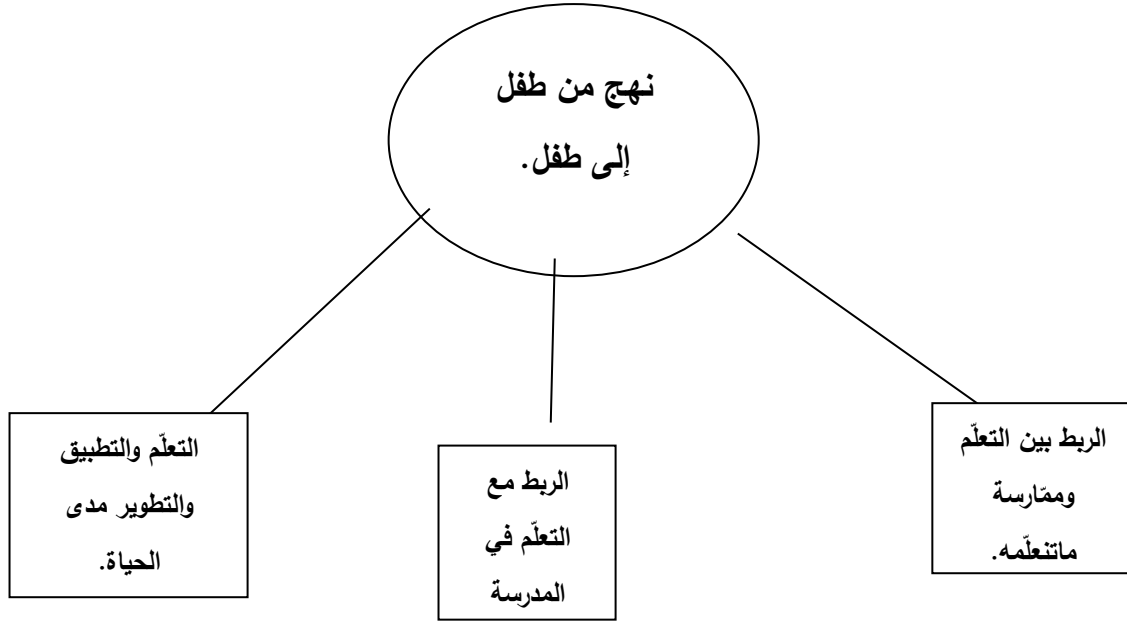 نهج من طفل
إلى طفل.
الربط بين التعلّم
وممّارسة
ماتنعلّمه.
الربط مع
التعلّم في
المدرسة
التعلّم والتطبيق
والتطوير مدى
الحياة.